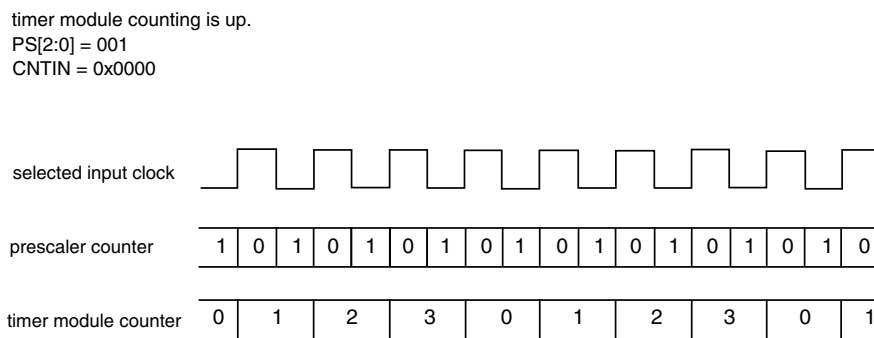 timer module counting is up.
PS[2:0] = 001
CNTIN = 0x0000
selected input clock
prescaler counter 1 0 1 0 1 0 1 0 1 0 1 0 1 0 1 0 1 0
timer module counter 0 1 2 3 0 1 2 3 0 1